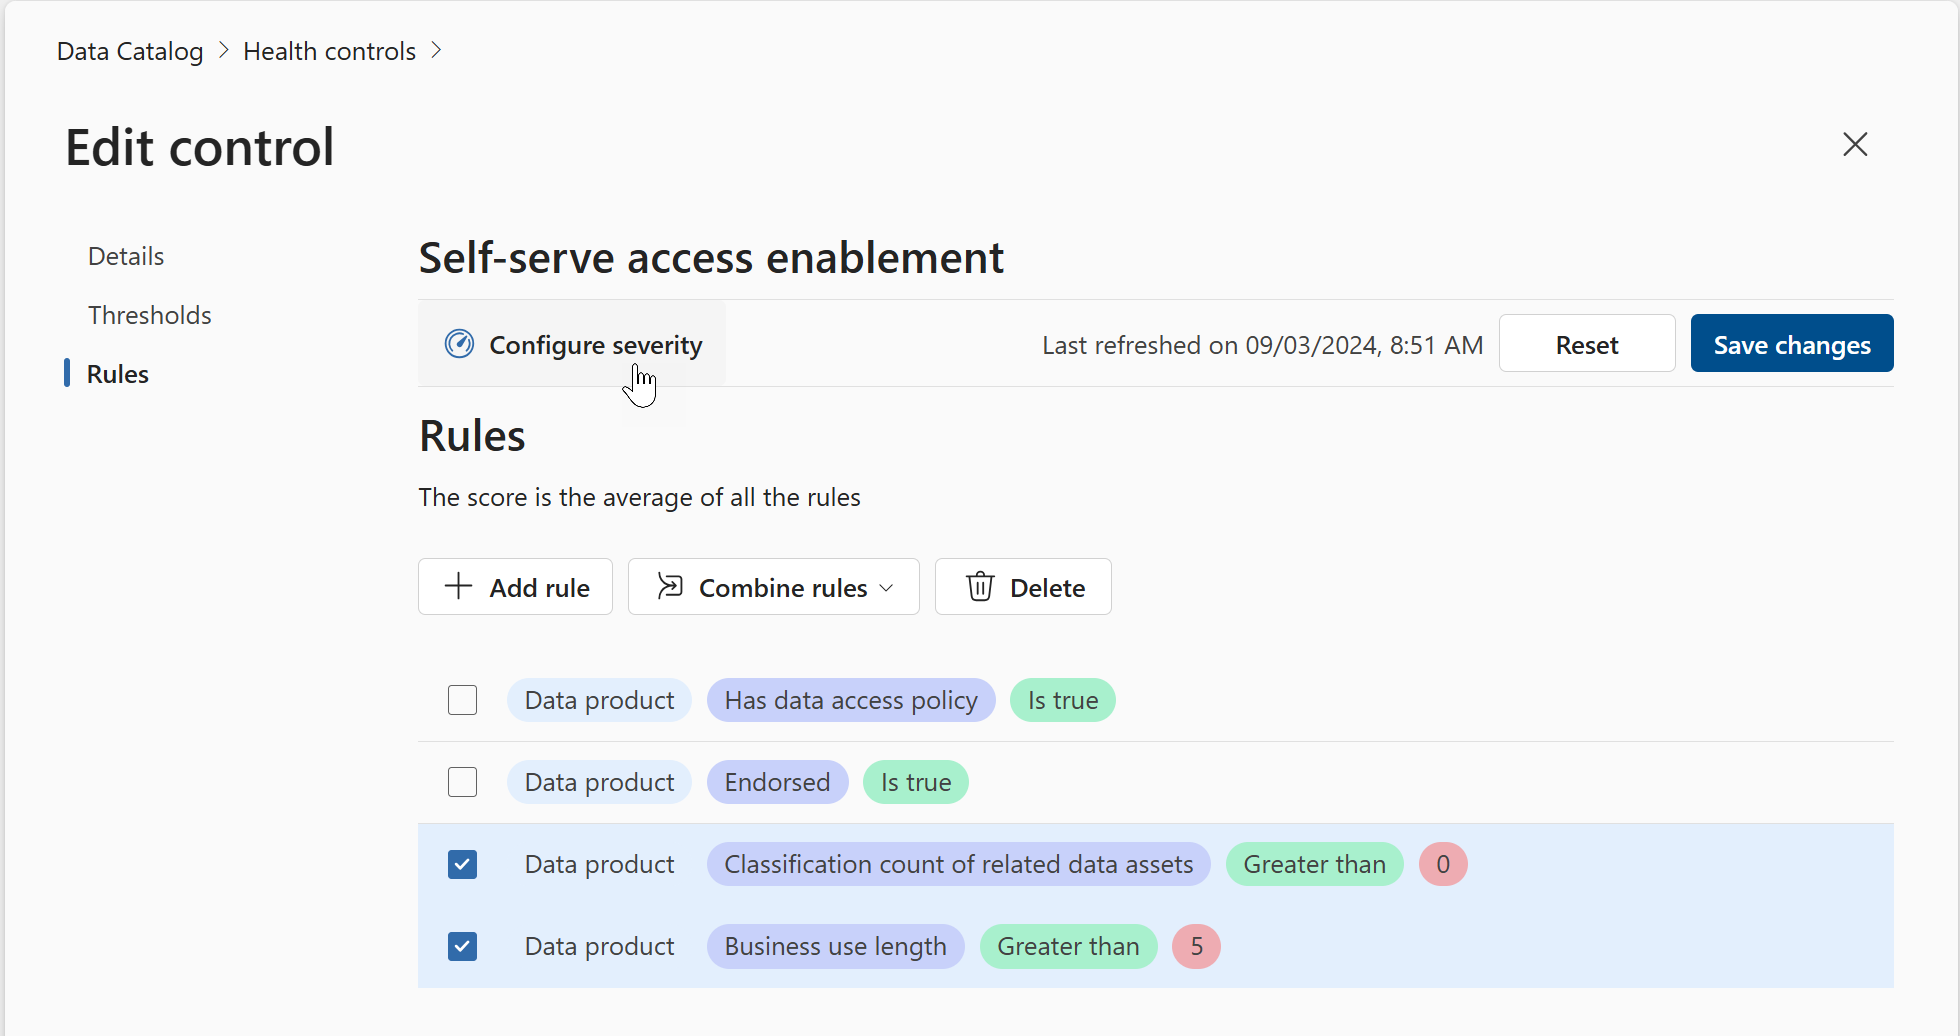 Data Catalog > Health controls >
Edit control
Details
Thresholds
Rules
Self-serve access enablement
Configure severity
Last refreshed on 09/03/2024, 8:51 AM
Reset
Save changes
Rules
The score is the average of all the rules
Add rule
Combine rules
Delete
Data product Has data access policy Is true
Data product Endorsed Is true
Data product Classification count of related data assets Greater than 0
Data product Business use length Greater than 5